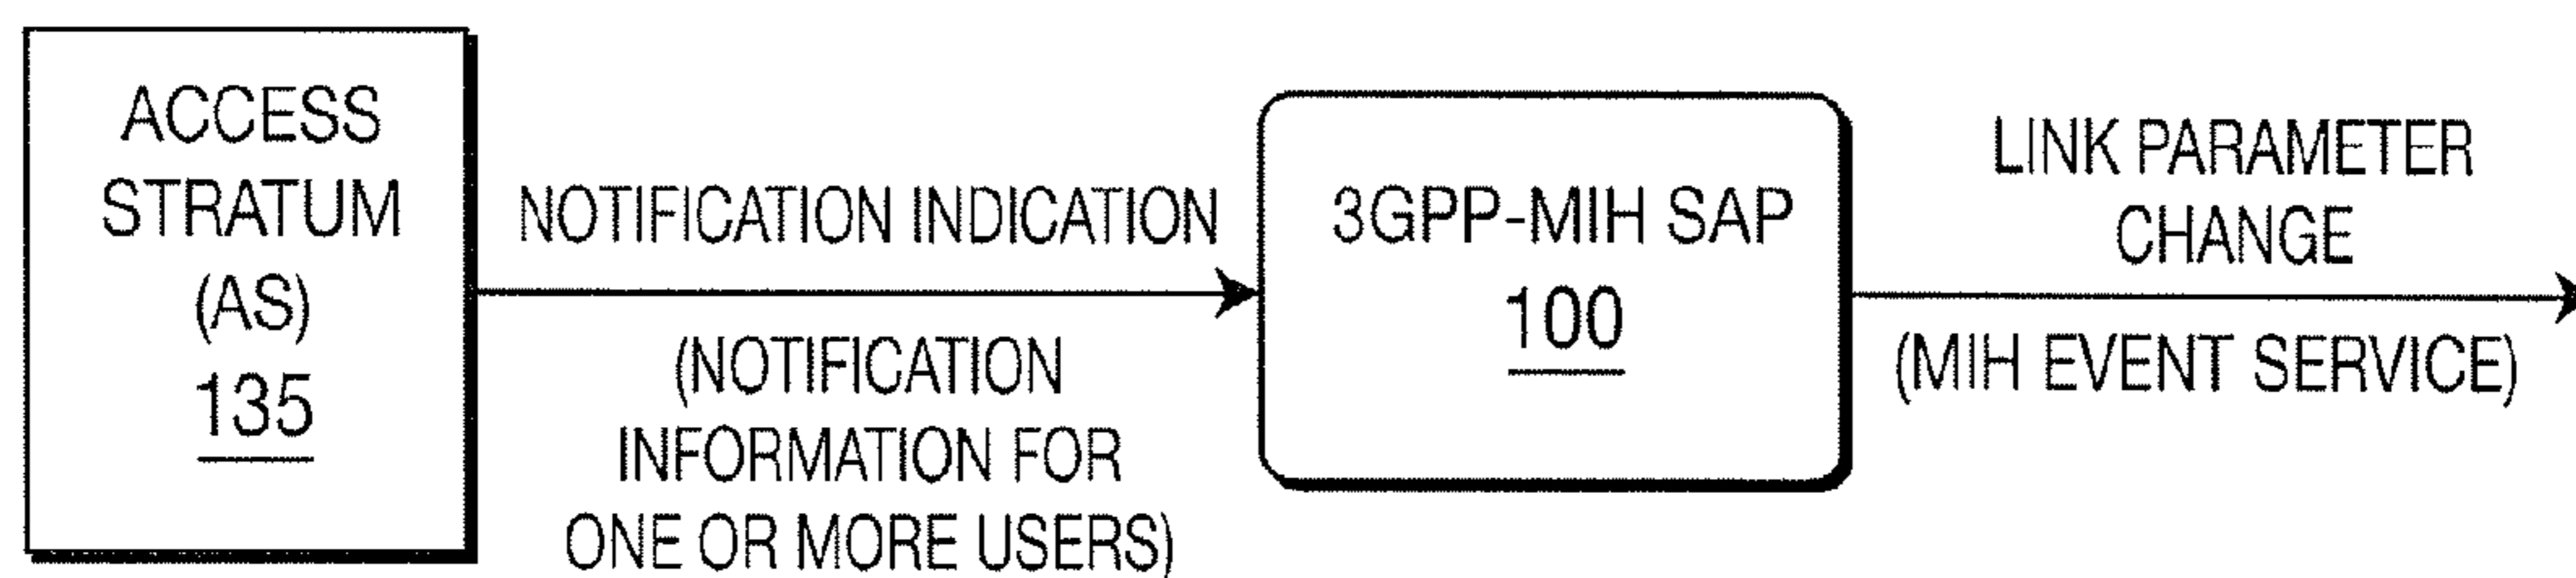 ACCESS
STRATUM
(AS)
135
NOTIFICATION INDICATION
(NOTIFICATION
INFORMATION FOR
ONE OR MORE USERS)
3GPP-MIH SAP
100
LINK PARAMETER
CHANGE
(MIH EVENT SERVICE)